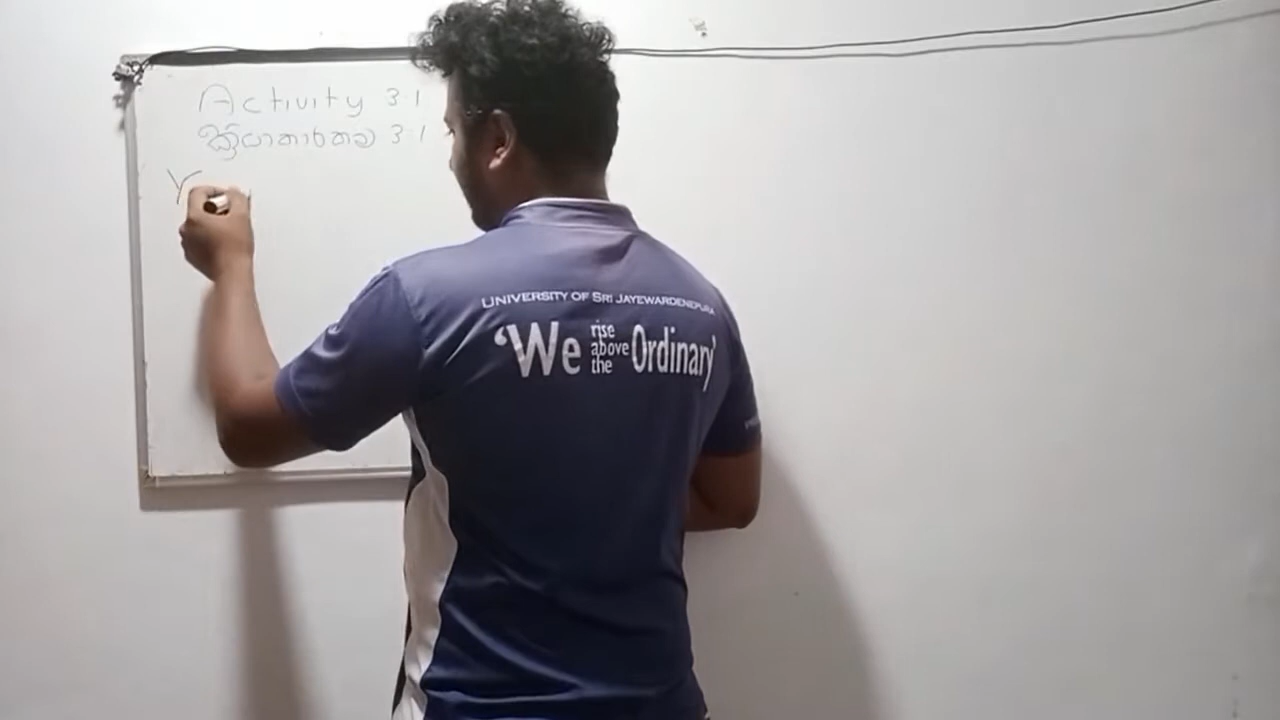 Activity 3 1
ක්‍රියාකාරකම 3 1
Y
UNIVERSITY OF SRI JAYEWARDENEPURA
'We rise above the Ordinary'